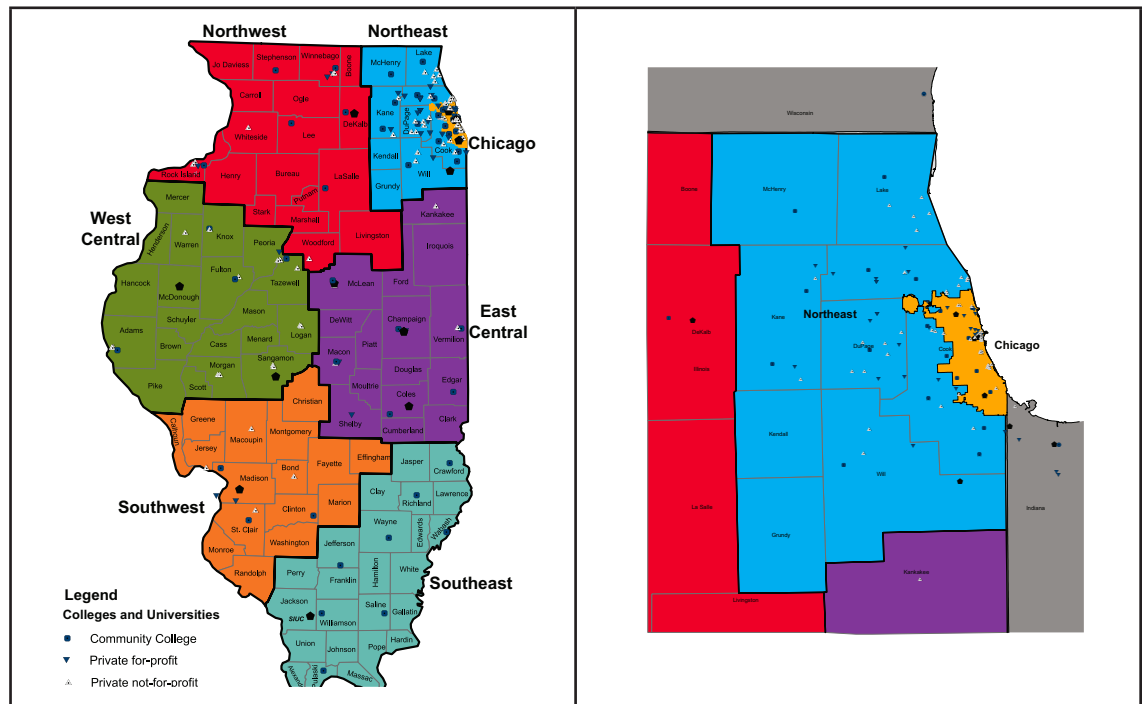 Northwest
Northeast
Jo Daviess
Stephenson
Winnebago
Boone
McHenry
Lake
Carroll
Ogle
DeKalb
Kane
DuPage
Cook
Chicago
Whiteside
Lee
Kendall
Will
Rock Island
Henry
Bureau
LaSalle
Grundy
Putnam
Stark
Marshall
Kankakee
Mercer
Woodford
Livingston
West
Central
Henderson
Warren
Knox
Peoria
Iroquois
Fulton
Tazewell
Hancock
McDonough
McLean
Ford
Mason
East
Central
Schuyler
DeWitt
Champaign
Adams
Logan
Vermilion
Brown
Cass
Menard
Macon
Piatt
Morgan
Sangamon
Douglas
Pike
Scott
Moultrie
Edgar
Christian
Coles
Shelby
Clark
Cumberland
Greene
Calhoun
Macoupin
Montgomery
Jersey
Fayette
Effingham
Jasper
Crawford
Bond
Madison
Clay
Richland
Lawrence
Southwest
Clinton
Marion
Wayne
Edwards
Wabash
St. Clair
Washington
Jefferson
Monroe
Hamilton
White
Randolph
Perry
Franklin
Southeast
Jackson
SIUC
Saline
Gallatin
Williamson
Union
Johnson
Pope
Hardin
Alexander
Pulaski
Massac
Legend
Colleges and Universities
Community College
Private for-profit
Private not-for-profit
Wisconsin
Boone
McHenry
Lake
DeKalb
Kane
Northeast
Chicago
DuPage
Cook
Illinois
Kendall
Will
La Salle
Indiana
Grundy
Kankakee
Livingston